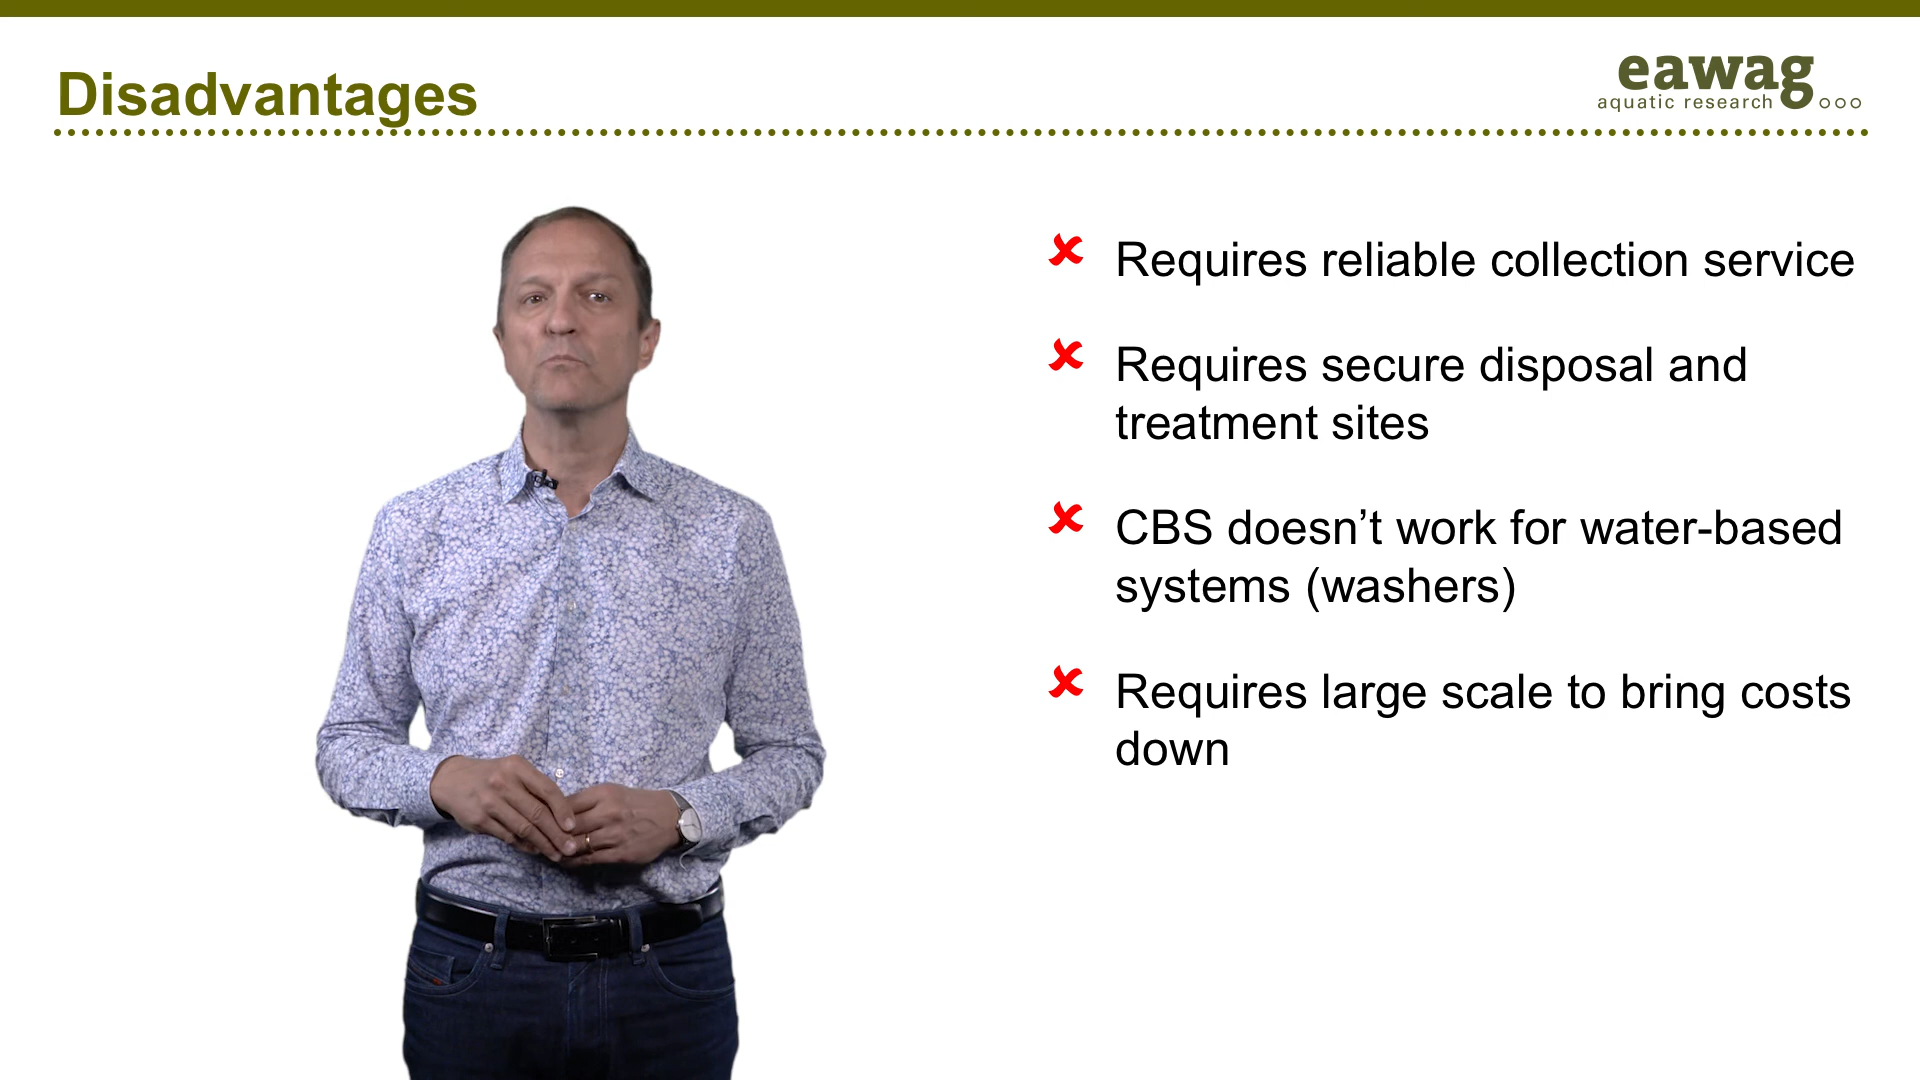 Disadvantages
eawag
aquatic research
Requires reliable collection service
Requires secure disposal and
treatment sites
CBS doesn’t work for water-based
systems (washers)
Requires large scale to bring costs
down